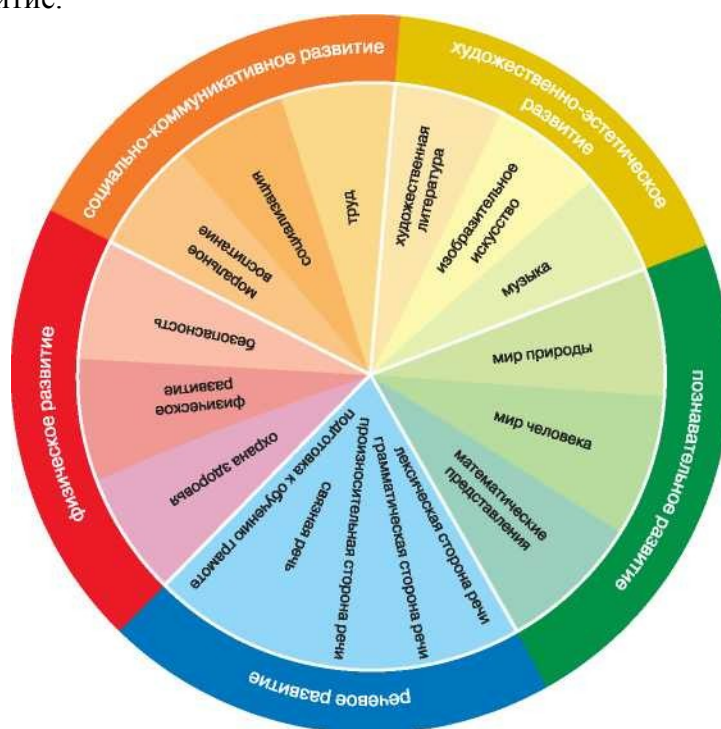 социально-коммуникативное развитие
художественно-эстетическое
развитие
познавательное развитие
речевое развитие
физическое развитие
моральное
воспитание
социализация
труд
художественная
литература
изобразительное
искусство
музыка
мир природы
мир человека
математические
представления
лексическая сторона речи
грамматическая сторона речи
произносительная сторона речи
связная речь
подготовка к обучению грамоте
охрана здоровья
физическое
развитие
безопасность